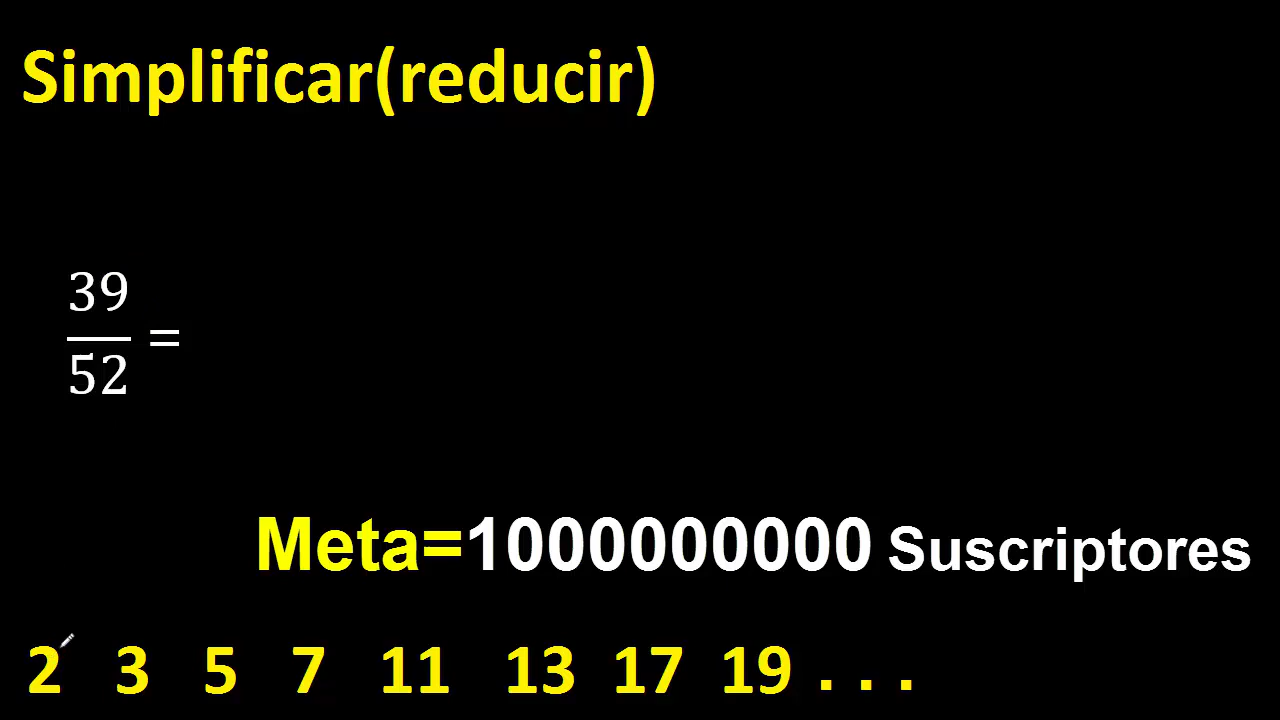 Simplificar(reducir)
39
52
=
Meta=1000000000 Suscriptores
2 3 5 7 11 13 17 19 . . .